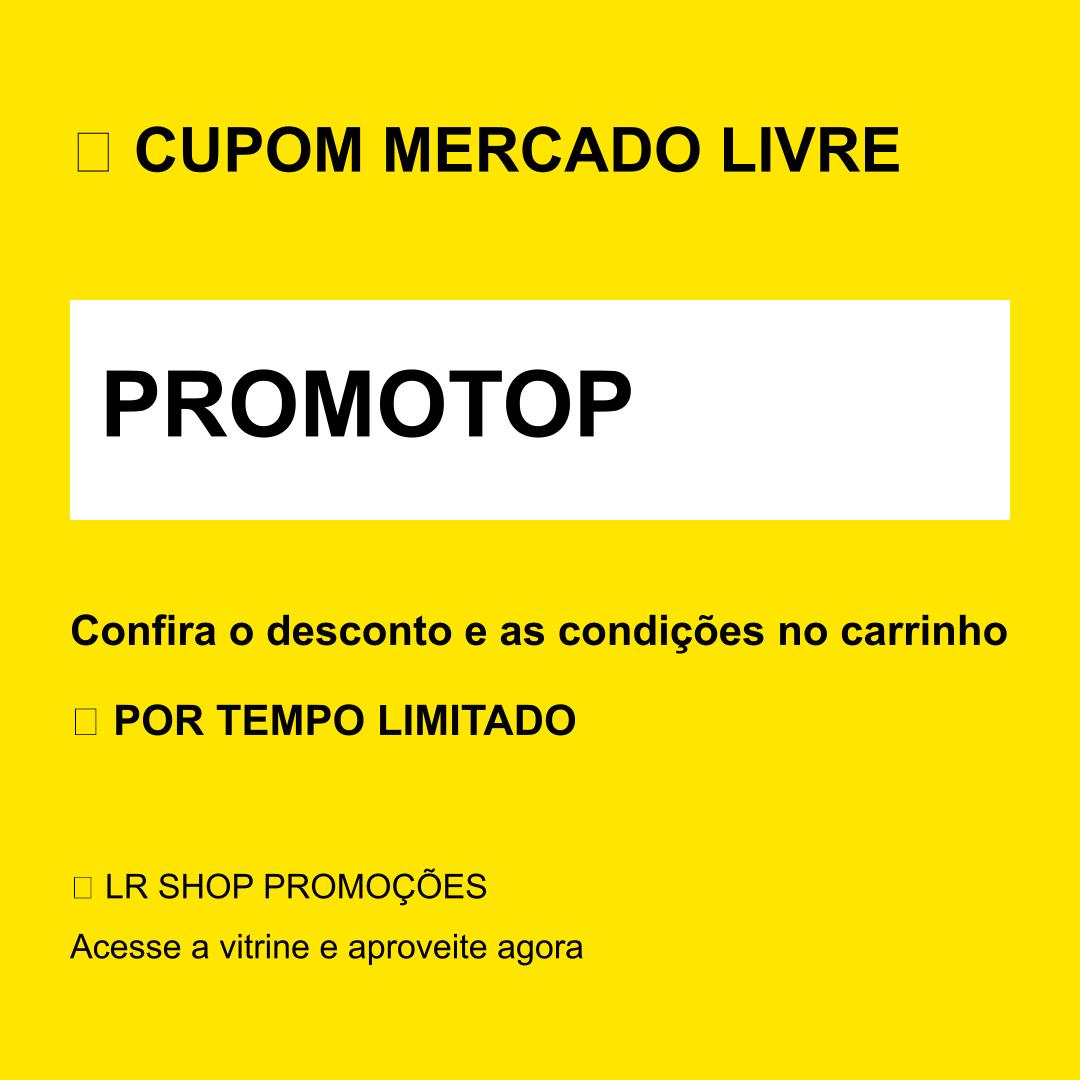 CUPOM MERCADO LIVRE
PROMOTOP
Confira o desconto e as condições no carrinho
POR TEMPO LIMITADO
LR SHOP PROMOÇÕES
Acesse a vitrine e aproveite agora